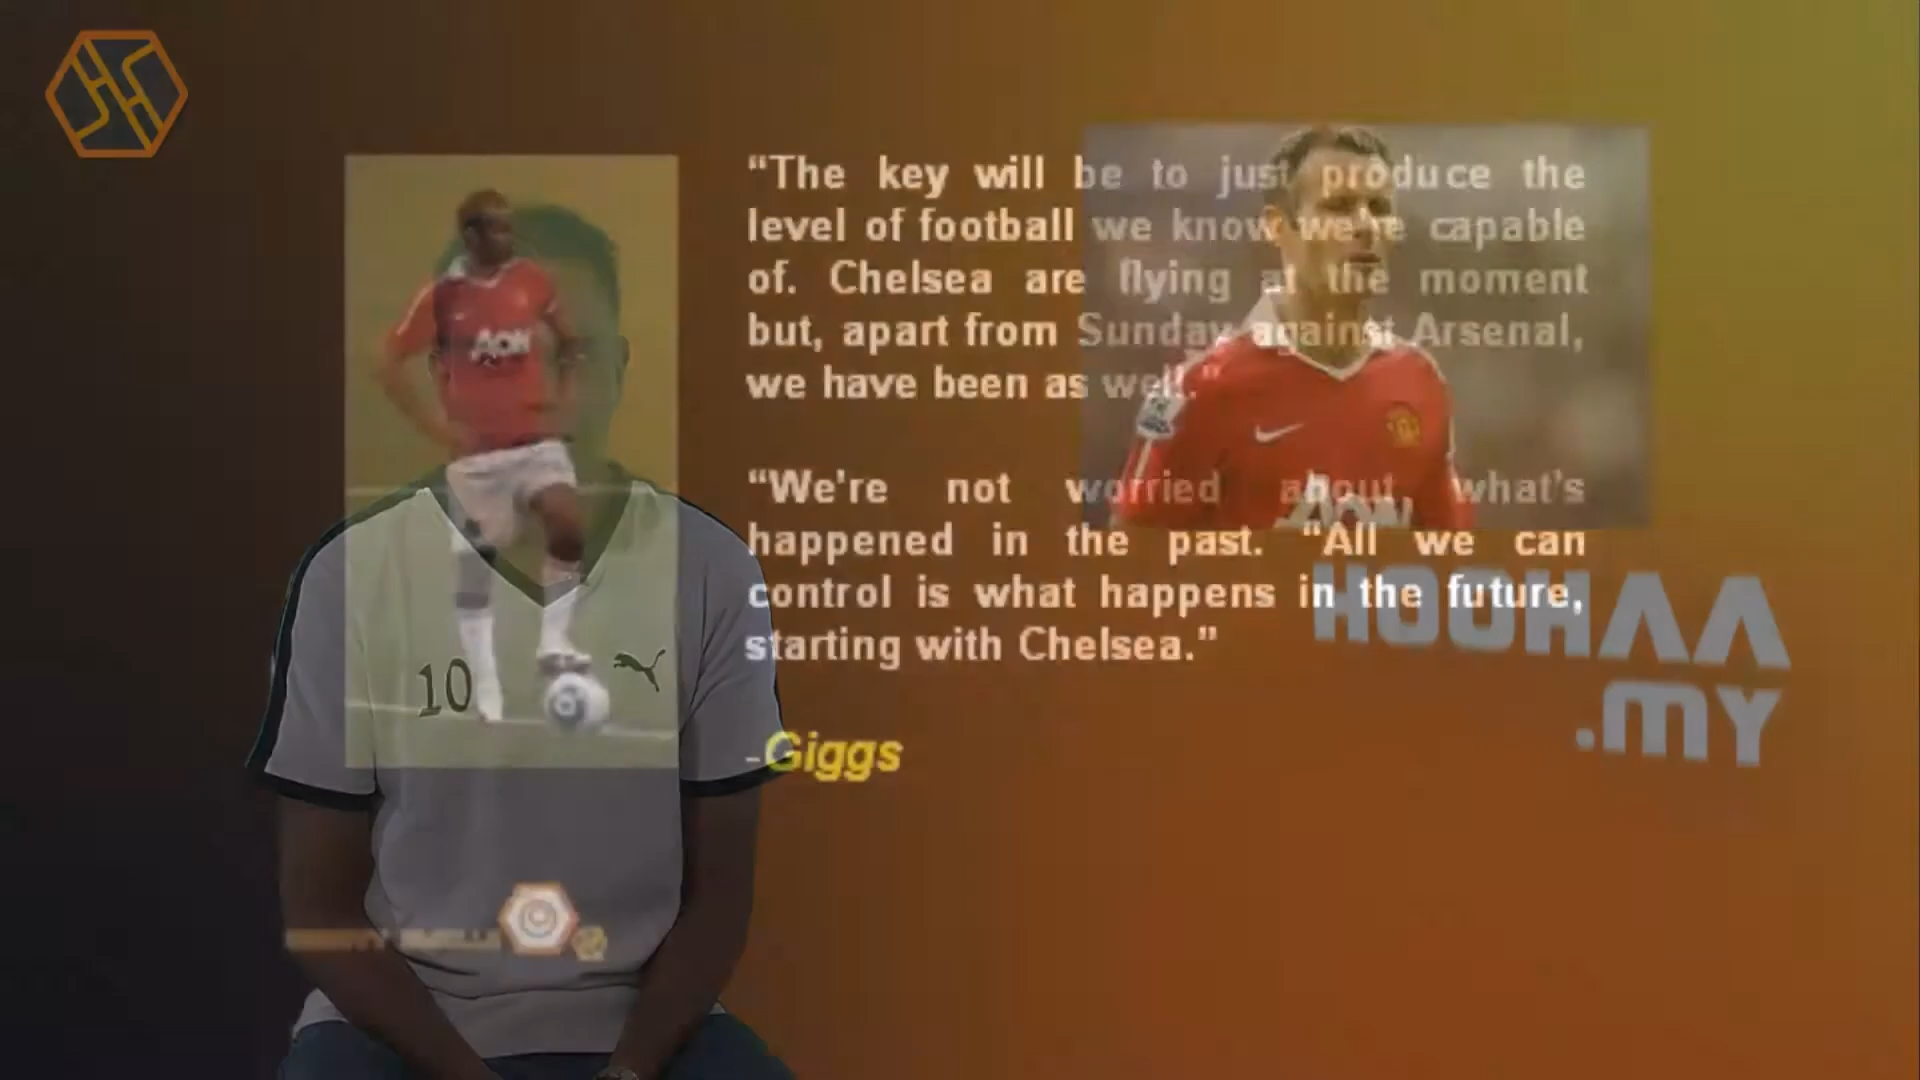 “The key will be to just produce the
level of football we know we're capable
of. Chelsea are flying at the moment
but, apart from Sunday against Arsenal,
we have been as well.”
“We're not worried about, what's
happened in the past. “All we can
control is what happens in the future,
starting with Chelsea.”
-Giggs
AON
AON
HOOHAA
.MY
10